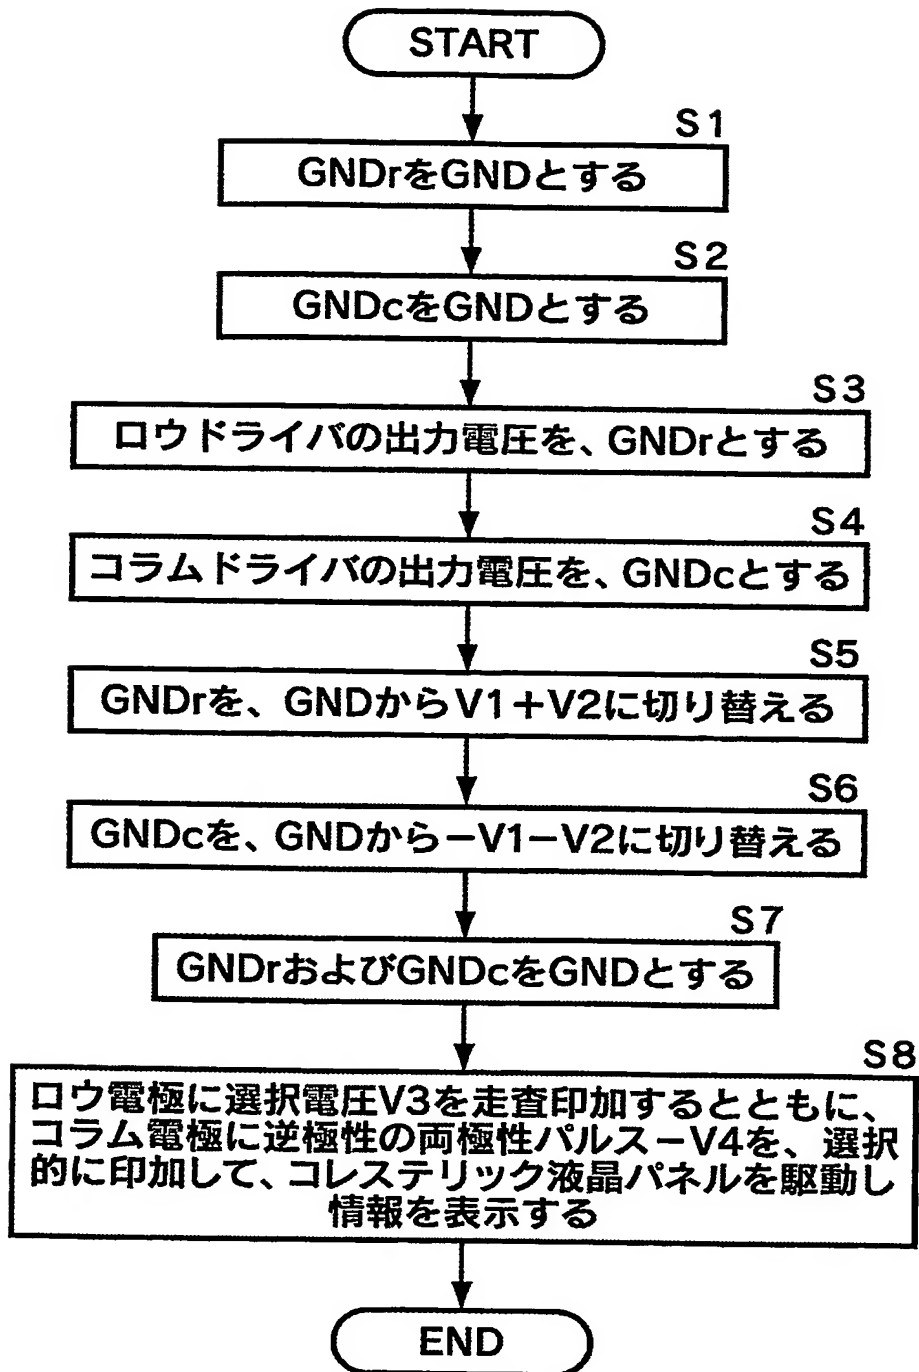 START
S1
GNDrをGNDとする
S2
GNDcをGNDとする
S3
ロウドライバの出力電圧を、GNDrとする
S4
コラムドライバの出力電圧を、GNDcとする
S5
GNDrを、GNDからV1+V2に切り替える
S6
GNDcを、GNDから−V1−V2に切り替える
S7
GNDrおよびGNDcをGNDとする
S8
ロウ電極に選択電圧V3を走査印加するとともに、
コラム電極に逆極性の両極性パルス−V4を、選択
的に印加して、コレステリック液晶パネルを駆動し
情報を表示する
END